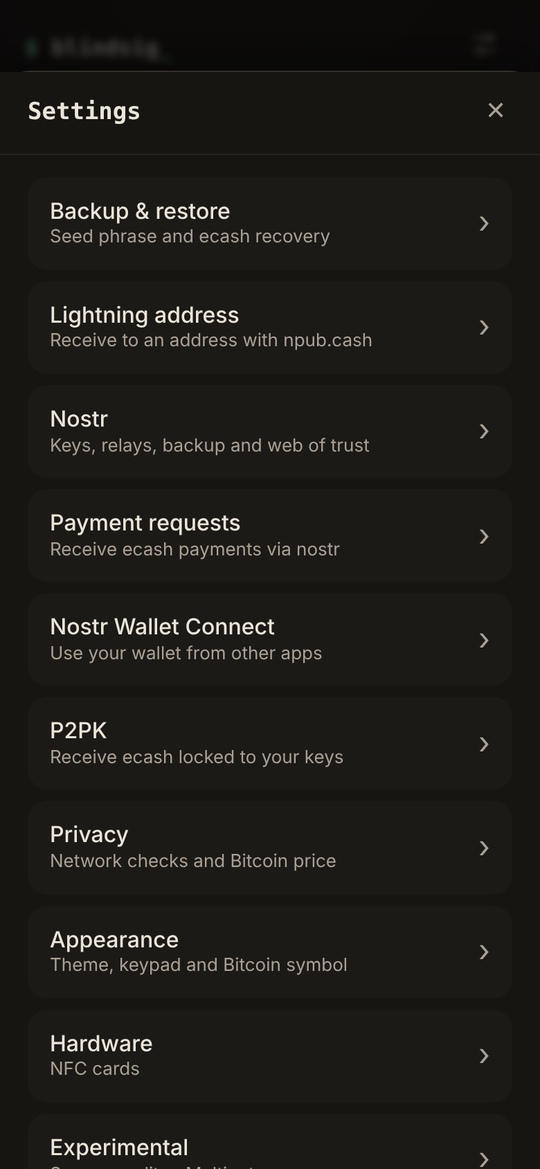 $ blindsig_
Settings
Backup & restore
Seed phrase and ecash recovery
Lightning address
Receive to an address with npub.cash
Nostr
Keys, relays, backup and web of trust
Payment requests
Receive ecash payments via nostr
Nostr Wallet Connect
Use your wallet from other apps
P2PK
Receive ecash locked to your keys
Privacy
Network checks and Bitcoin price
Appearance
Theme, keypad and Bitcoin symbol
Hardware
NFC cards
Experimental